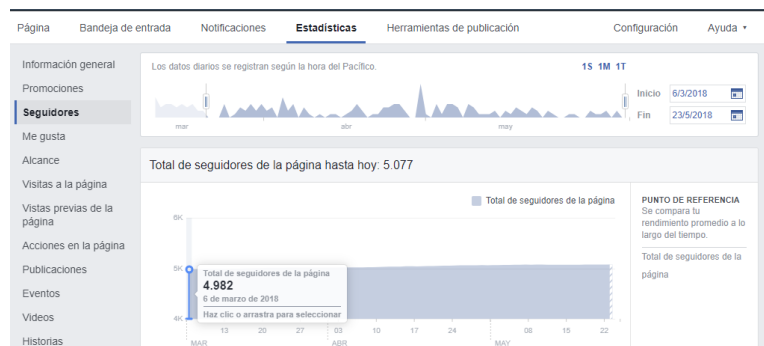 Página Bandeja de entrada Notificaciones Estadísticas Herramientas de publicación Configuración Ayuda
Información general
Promociones
Seguidores
Me gusta
Alcance
Visitas a la página
Vistas previas de la
página
Acciones en la página
Publicaciones
Eventos
Videos
Historias
Los datos diarios se registran según la hora del Pacífico.
1S 1M 1T
Inicio 6/3/2018
Fin 23/5/2018
mar abr may
Total de seguidores de la página hasta hoy: 5.077
Total de seguidores de la página
6K
5K
4K
Total de seguidores de la página
4.982
6 de marzo de 2018
Haz clic o arrastra para seleccionar
13 20 27 03 10 17 24 08 15 22
MAR ABR MAY
PUNTO DE REFERENCIA
Se compara tu
rendimiento promedio a lo
largo del tiempo.
Total de seguidores de la
página